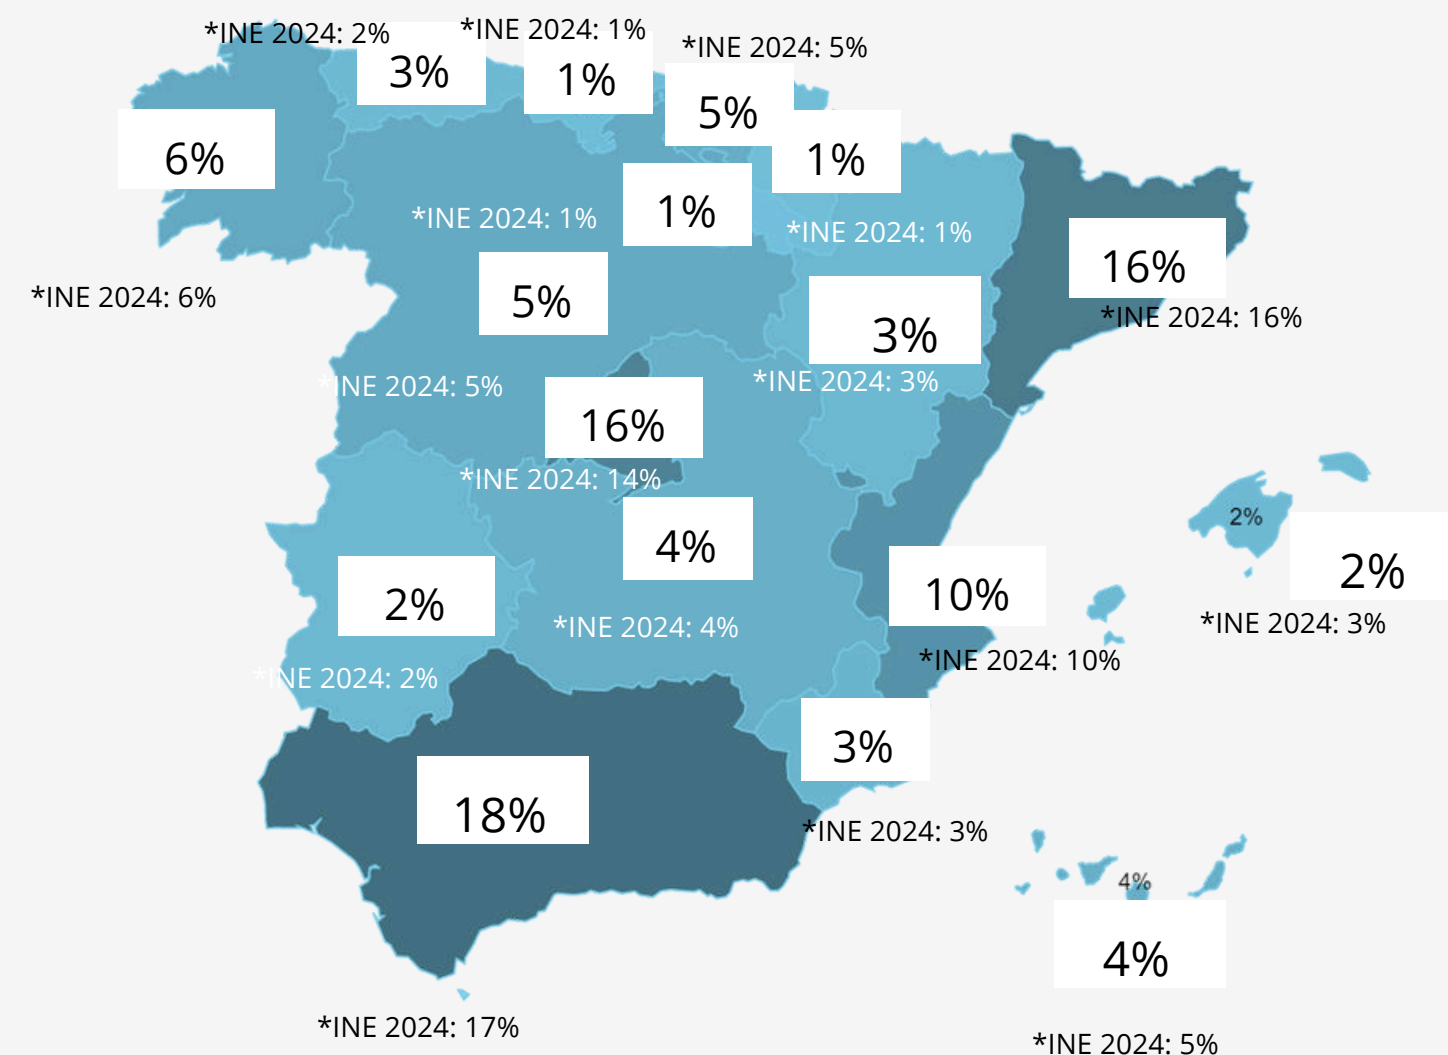 *INE 2024: 2%
*INE 2024: 1%
*INE 2024: 5%
3%
1%
5%
6%
1%
1%
*INE 2024: 1%
*INE 2024: 1%
16%
*INE 2024: 6%
5%
*INE 2024: 16%
3%
*INE 2024: 5%
*INE 2024: 3%
16%
*INE 2024: 14%
2%
4%
2%
10%
2%
*INE 2024: 3%
*INE 2024: 4%
*INE 2024: 10%
*INE 2024: 2%
3%
18%
*INE 2024: 3%
4%
4%
*INE 2024: 17%
*INE 2024: 5%